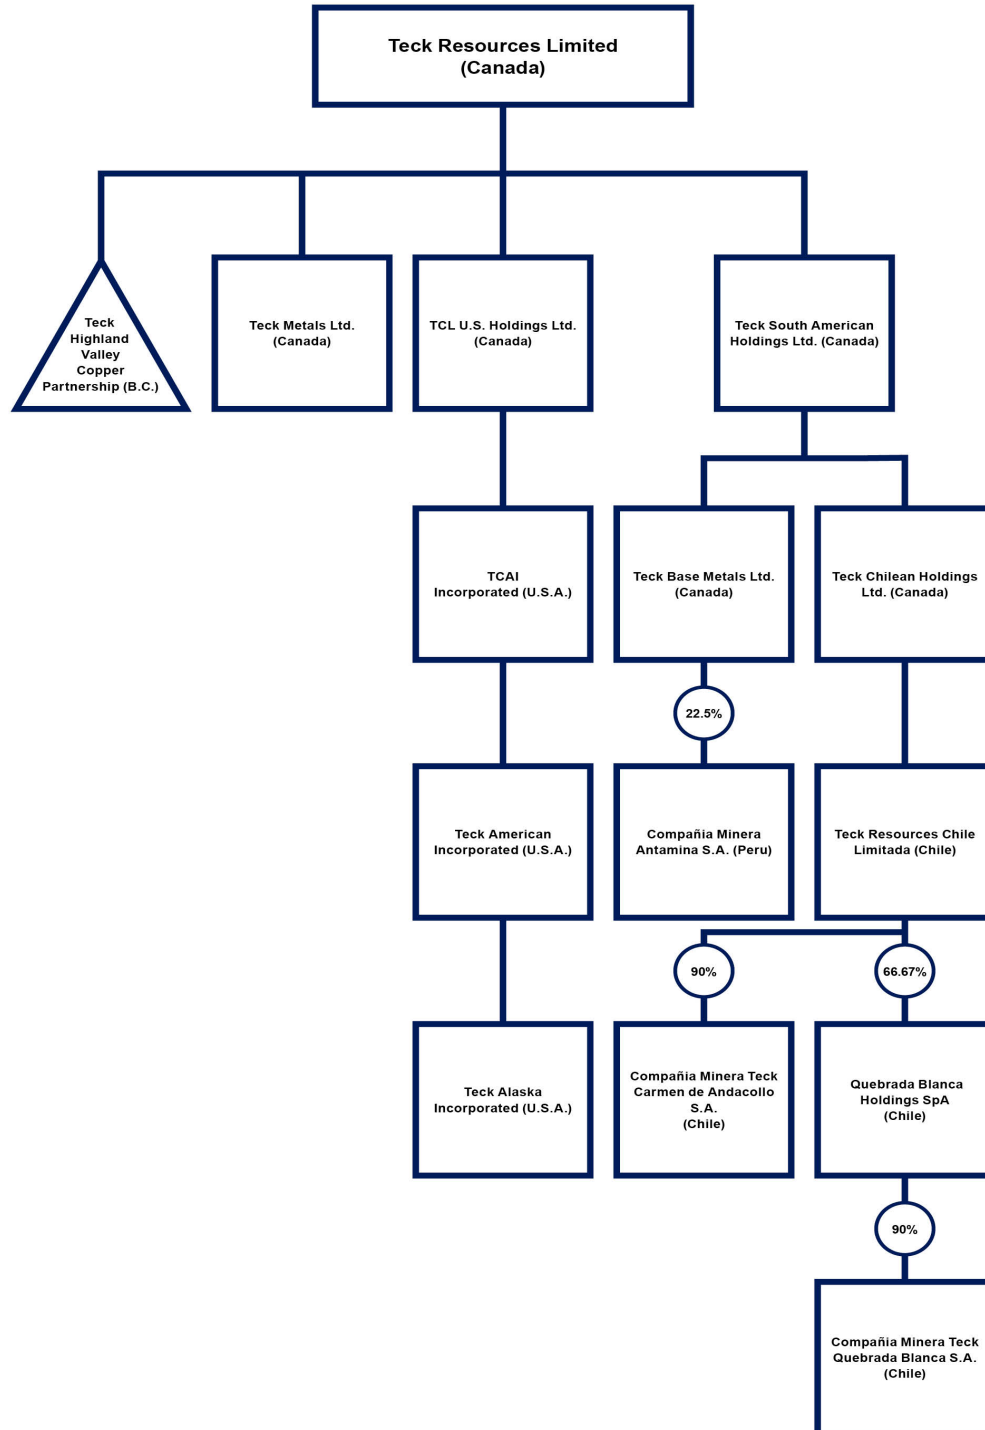 Teck Resources Limited
(Canada)
Teck
Highland
Valley
Copper
Partnership (B.C.)
Teck Metals Ltd.
(Canada)
TCL U.S. Holdings Ltd.
(Canada)
Teck South American
Holdings Ltd. (Canada)
TCAI
Incorporated (U.S.A.)
Teck Base Metals Ltd.
(Canada)
Teck Chilean Holdings
Ltd. (Canada)
22.5%
Teck American
Incorporated (U.S.A.)
Compañia Minera
Antamina S.A. (Peru)
Teck Resources Chile
Limitada (Chile)
90%
66.67%
Teck Alaska
Incorporated (U.S.A.)
Compañia Minera Teck
Carmen de Andacollo
S.A.
(Chile)
Quebrada Blanca
Holdings SpA
(Chile)
90%
Compañia Minera Teck
Quebrada Blanca S.A.
(Chile)